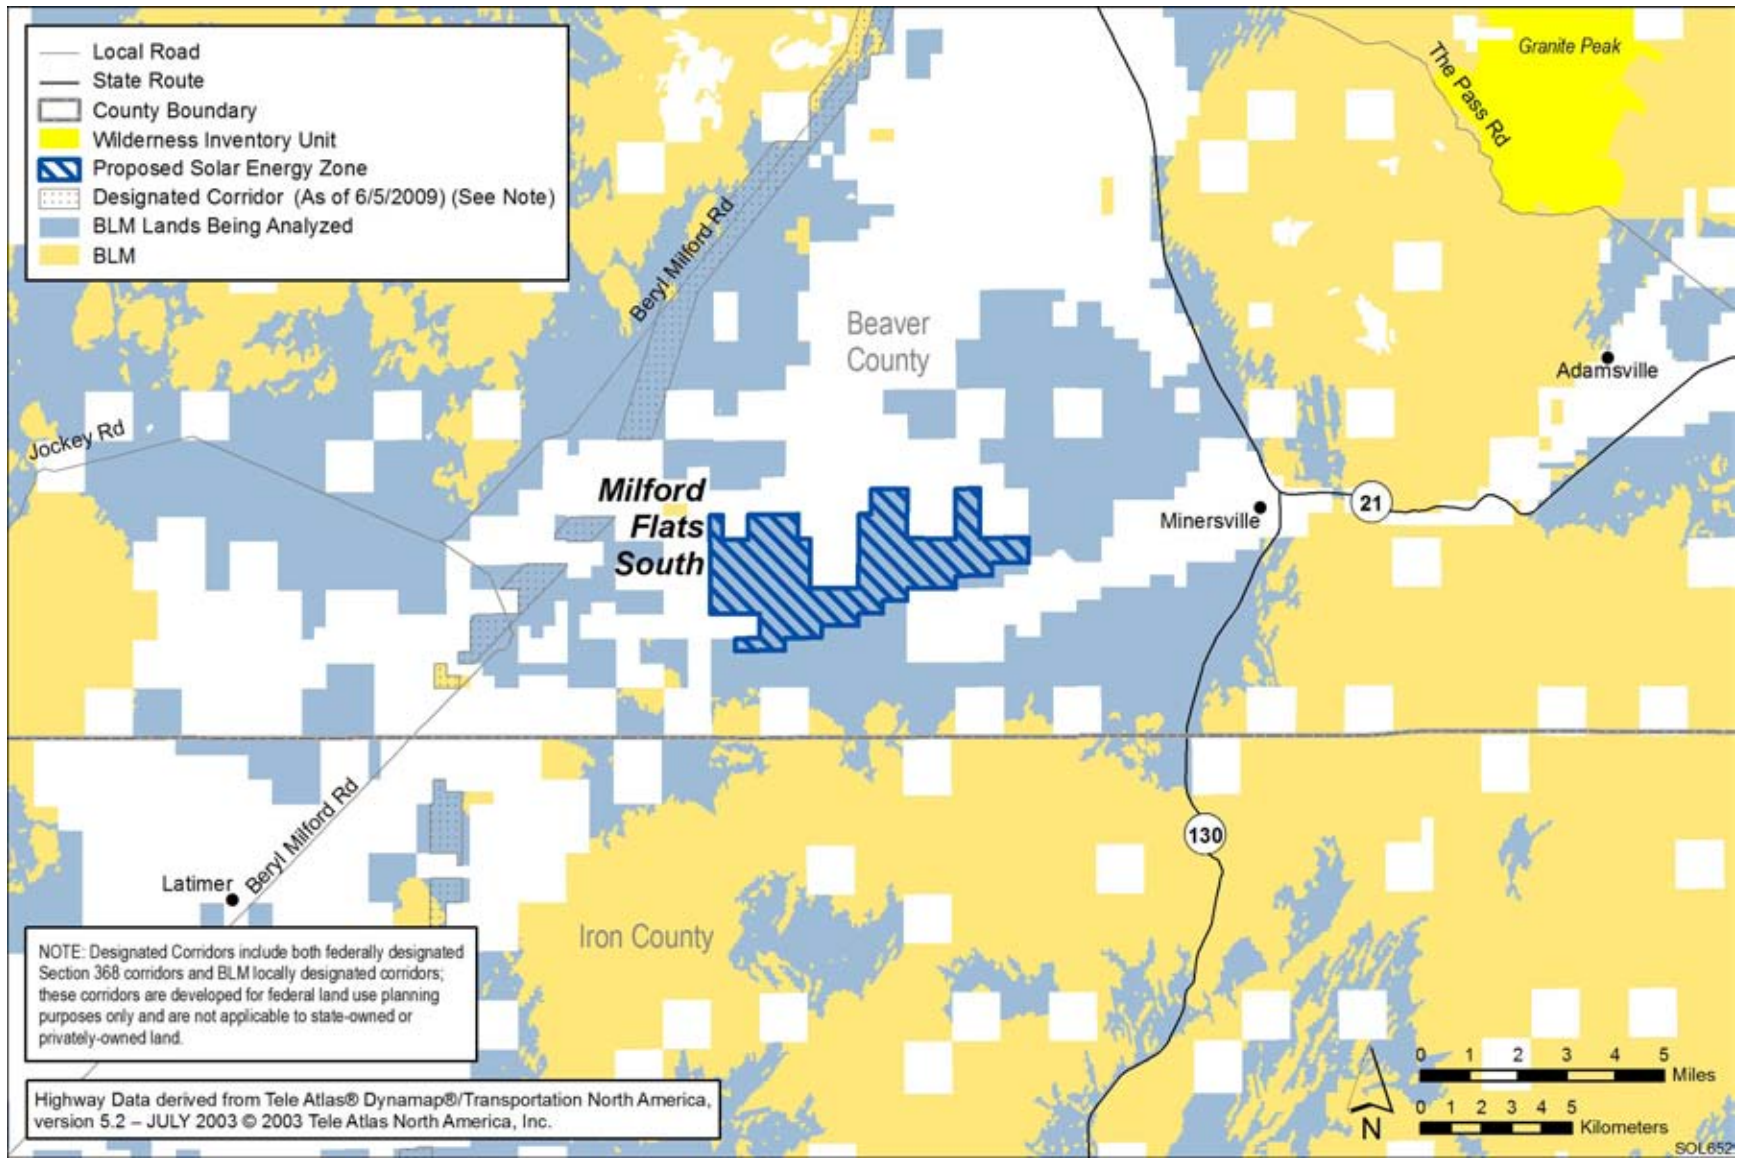 Local Road
State Route
County Boundary
Wilderness Inventory Unit
Proposed Solar Energy Zone
Designated Corridor (As of 6/5/2009) (See Note)
BLM Lands Being Analyzed
BLM
Granite Peak
The Pass Rd
Beryl Milford Rd
Beaver
County
Adamsville
Jockey Rd
Milford
Flats
South
21
Minersville
130
Beryl Milford Rd
Latimer
Iron County
NOTE: Designated Corridors include both federally designated
Section 368 corridors and BLM locally designated corridors;
these corridors are developed for federal land use planning
purposes only and are not applicable to state-owned or
privately-owned land.
0 1 2 3 4 5
Miles
0 1 2 3 4 5
Kilometers
N
Highway Data derived from Tele Atlas® Dynamap®/Transportation North America,
version 5.2 – JULY 2003 © 2003 Tele Atlas North America, Inc.